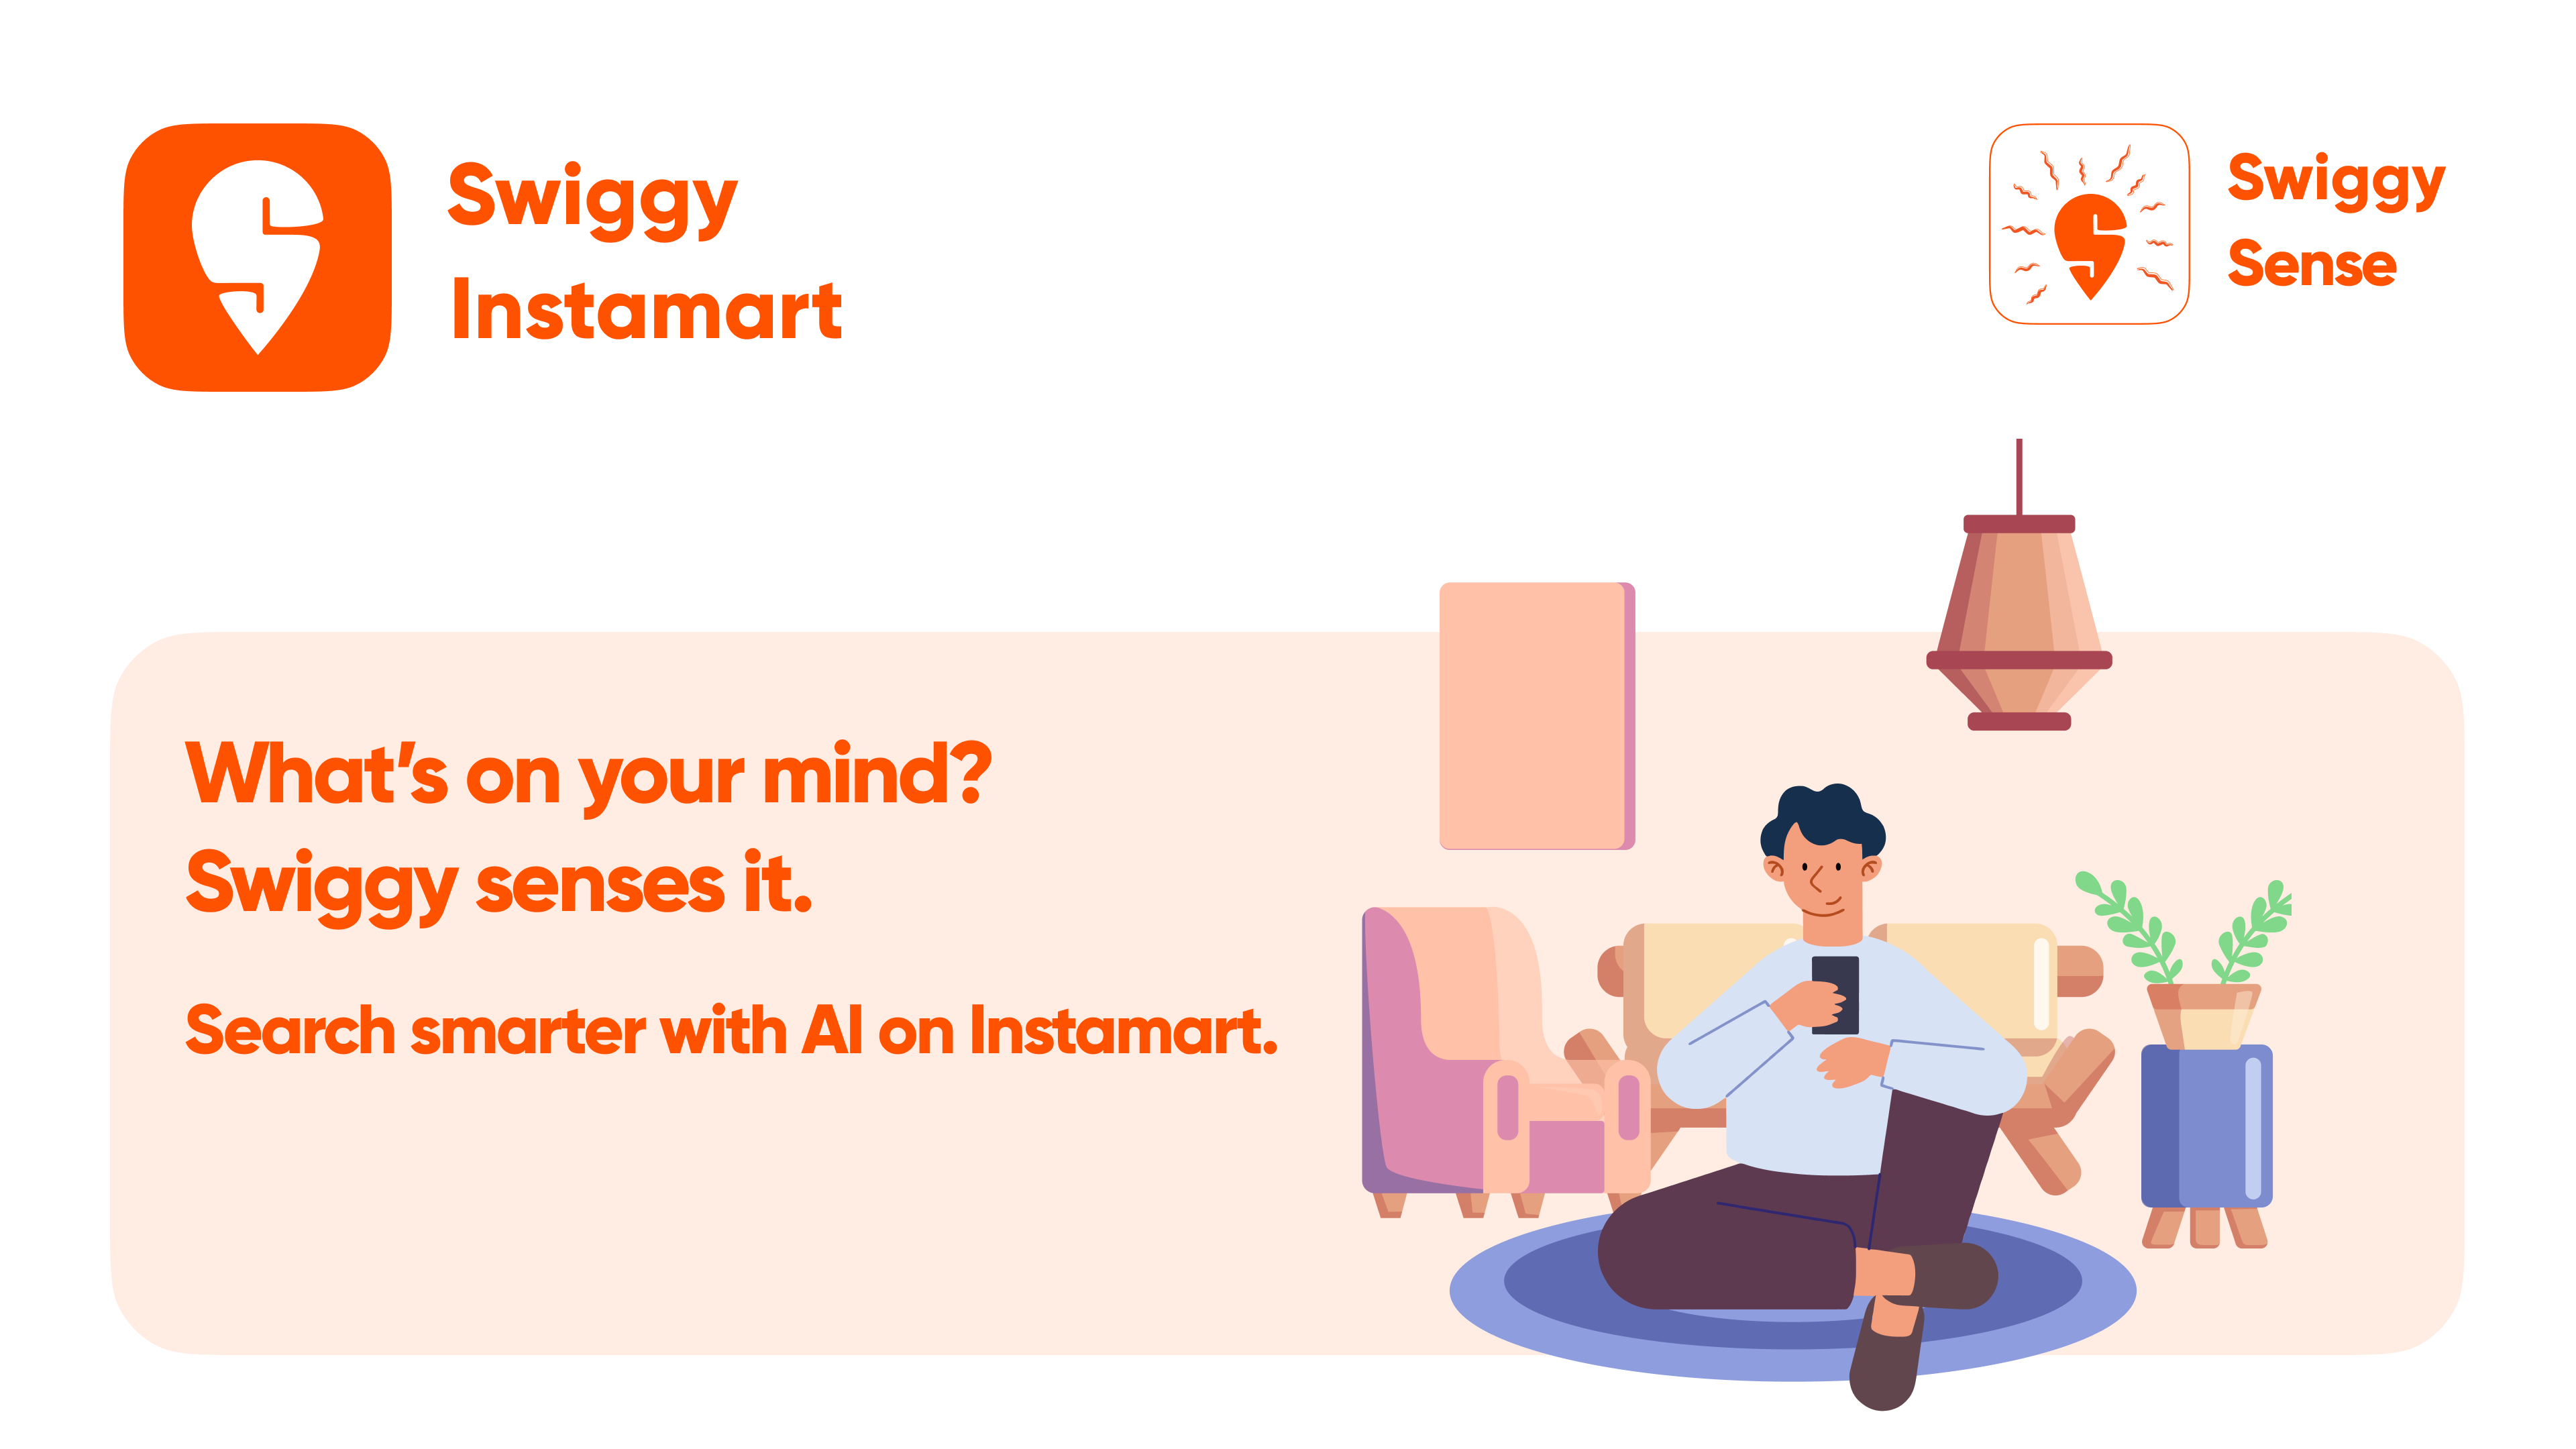 Swiggy
Instamart
Swiggy
Sense
What's on your mind?
Swiggy senses it.
Search smarter with AI on Instamart.